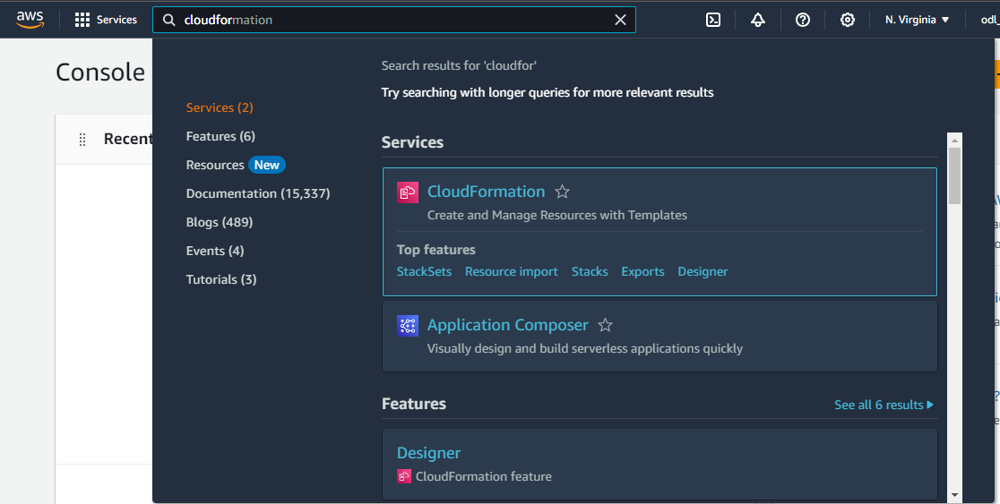 aws
Services
cloudformation
N. Virginia
odl_
Console
Recent
Search results for 'cloudfor'
Try searching with longer queries for more relevant results
Services (2)
Features (6)
Resources New
Documentation (15,337)
Blogs (489)
Events (4)
Tutorials (3)
Services
CloudFormation
Create and Manage Resources with Templates
Top features
StackSets Resource import Stacks Exports Designer
Application Composer
Visually design and build serverless applications quickly
Features
See all 6 results
Designer
CloudFormation feature